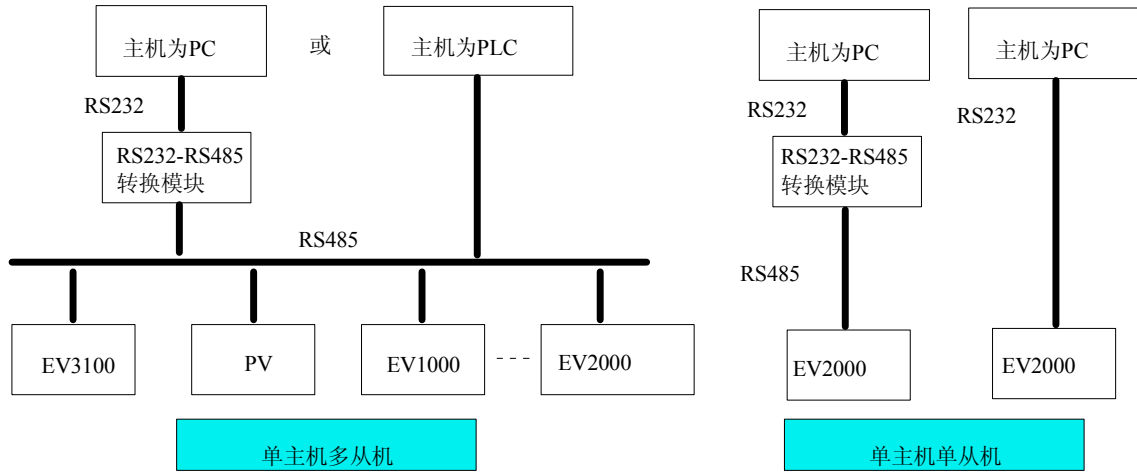 主机为PC
或
主机为PLC
RS232
RS232-RS485
转换模块
RS485
EV3100
PV
EV1000
- - -
EV2000
单主机多从机
主机为PC
主机为PC
RS232
RS232
RS232-RS485
转换模块
RS485
EV2000
EV2000
单主机单从机